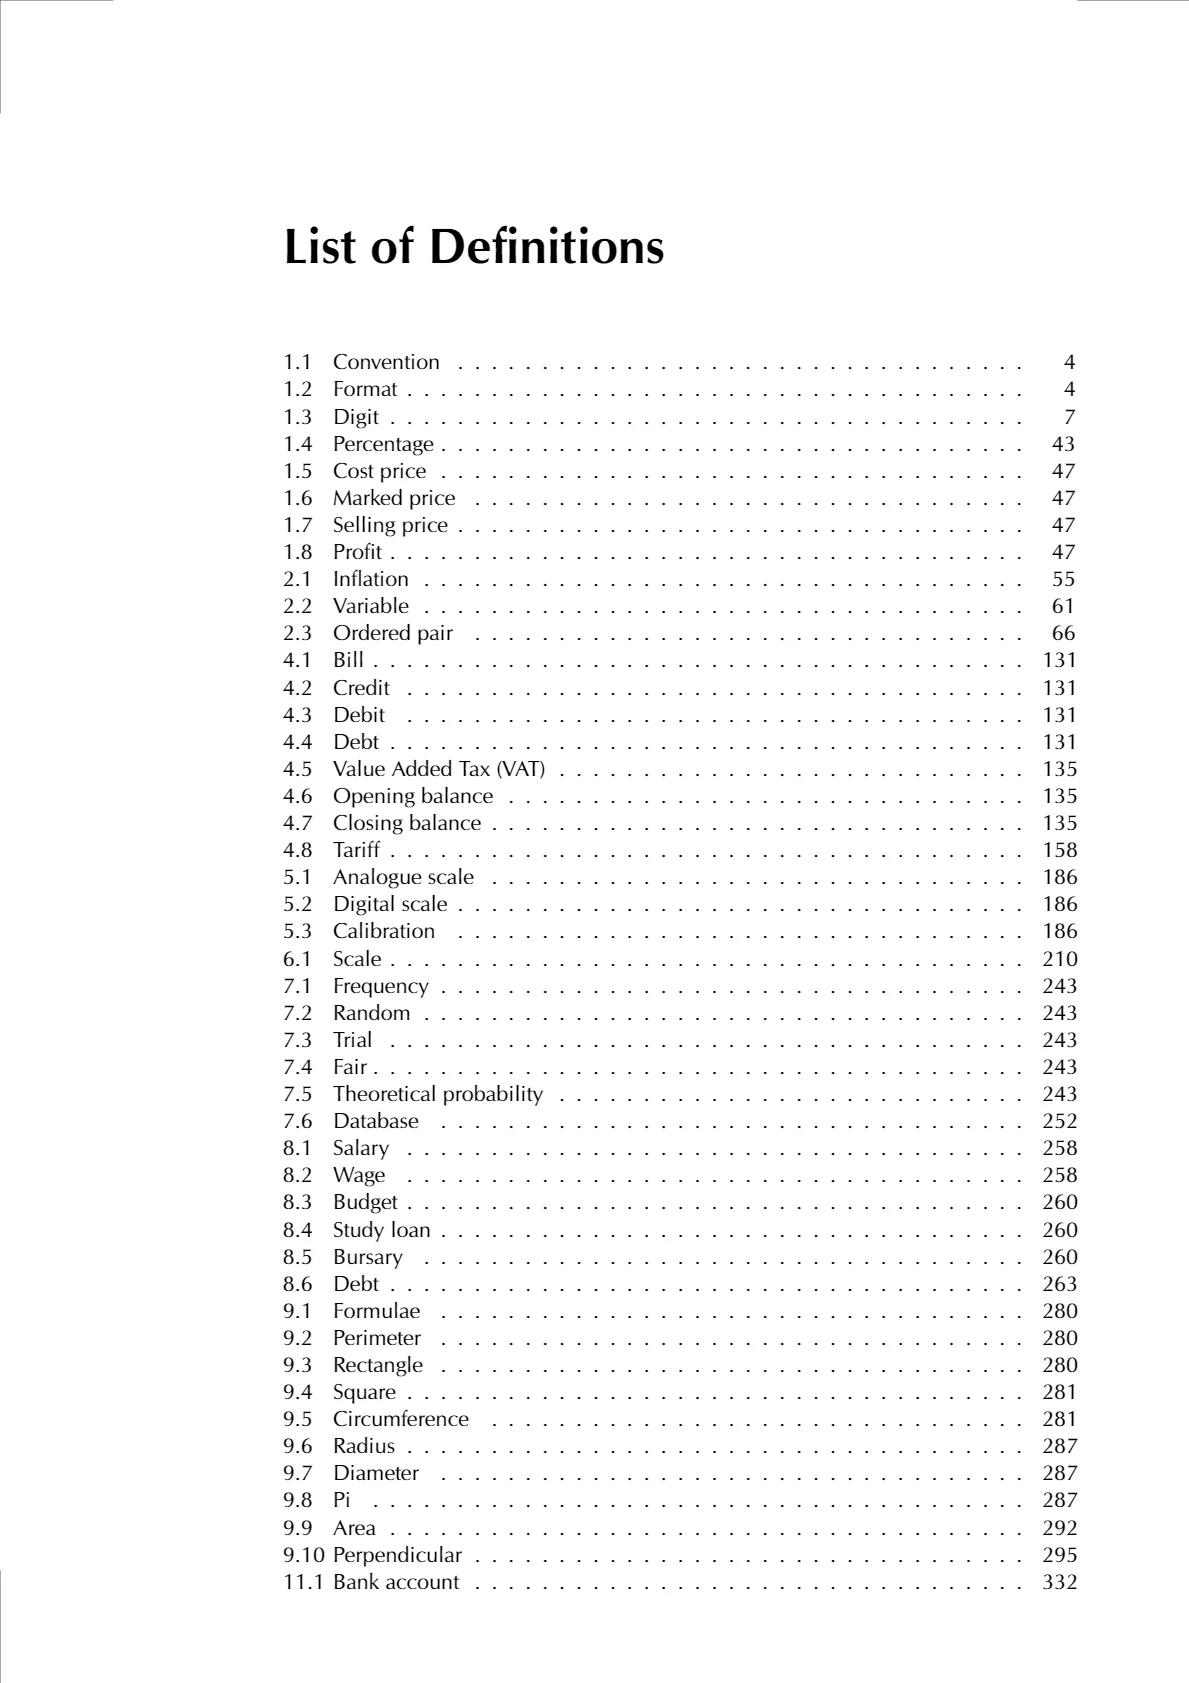 List of Definitions
1.1 Convention . . . . . . . . . . . . . . . . . . . . . . . . . . . . . . . . . . 4
1.2 Format . . . . . . . . . . . . . . . . . . . . . . . . . . . . . . . . . . . . . 4
1.3 Digit . . . . . . . . . . . . . . . . . . . . . . . . . . . . . . . . . . . . . . 7
1.4 Percentage . . . . . . . . . . . . . . . . . . . . . . . . . . . . . . . . . . . 43
1.5 Cost price . . . . . . . . . . . . . . . . . . . . . . . . . . . . . . . . . . . 47
1.6 Marked price . . . . . . . . . . . . . . . . . . . . . . . . . . . . . . . . . 47
1.7 Selling price . . . . . . . . . . . . . . . . . . . . . . . . . . . . . . . . . . 47
1.8 Profit . . . . . . . . . . . . . . . . . . . . . . . . . . . . . . . . . . . . . . 47
2.1 Inflation . . . . . . . . . . . . . . . . . . . . . . . . . . . . . . . . . . . . 55
2.2 Variable . . . . . . . . . . . . . . . . . . . . . . . . . . . . . . . . . . . . 61
2.3 Ordered pair . . . . . . . . . . . . . . . . . . . . . . . . . . . . . . . . . 66
4.1 Bill . . . . . . . . . . . . . . . . . . . . . . . . . . . . . . . . . . . . . . . 131
4.2 Credit . . . . . . . . . . . . . . . . . . . . . . . . . . . . . . . . . . . . . 131
4.3 Debit . . . . . . . . . . . . . . . . . . . . . . . . . . . . . . . . . . . . . 131
4.4 Debt . . . . . . . . . . . . . . . . . . . . . . . . . . . . . . . . . . . . . . 131
4.5 Value Added Tax (VAT) . . . . . . . . . . . . . . . . . . . . . . . . . . . . 135
4.6 Opening balance . . . . . . . . . . . . . . . . . . . . . . . . . . . . . . . 135
4.7 Closing balance . . . . . . . . . . . . . . . . . . . . . . . . . . . . . . . . 135
4.8 Tariff . . . . . . . . . . . . . . . . . . . . . . . . . . . . . . . . . . . . . . 158
5.1 Analogue scale . . . . . . . . . . . . . . . . . . . . . . . . . . . . . . . . 186
5.2 Digital scale . . . . . . . . . . . . . . . . . . . . . . . . . . . . . . . . . . 186
5.3 Calibration . . . . . . . . . . . . . . . . . . . . . . . . . . . . . . . . . . 186
6.1 Scale . . . . . . . . . . . . . . . . . . . . . . . . . . . . . . . . . . . . . . 210
7.1 Frequency . . . . . . . . . . . . . . . . . . . . . . . . . . . . . . . . . . . 243
7.2 Random . . . . . . . . . . . . . . . . . . . . . . . . . . . . . . . . . . . . 243
7.3 Trial . . . . . . . . . . . . . . . . . . . . . . . . . . . . . . . . . . . . . . 243
7.4 Fair . . . . . . . . . . . . . . . . . . . . . . . . . . . . . . . . . . . . . . . 243
7.5 Theoretical probability . . . . . . . . . . . . . . . . . . . . . . . . . . . . 243
7.6 Database . . . . . . . . . . . . . . . . . . . . . . . . . . . . . . . . . . . 252
8.1 Salary . . . . . . . . . . . . . . . . . . . . . . . . . . . . . . . . . . . . . 258
8.2 Wage . . . . . . . . . . . . . . . . . . . . . . . . . . . . . . . . . . . . . 258
8.3 Budget . . . . . . . . . . . . . . . . . . . . . . . . . . . . . . . . . . . . . 260
8.4 Study loan . . . . . . . . . . . . . . . . . . . . . . . . . . . . . . . . . . . 260
8.5 Bursary . . . . . . . . . . . . . . . . . . . . . . . . . . . . . . . . . . . . 260
8.6 Debt . . . . . . . . . . . . . . . . . . . . . . . . . . . . . . . . . . . . . . 263
9.1 Formulae . . . . . . . . . . . . . . . . . . . . . . . . . . . . . . . . . . . 280
9.2 Perimeter . . . . . . . . . . . . . . . . . . . . . . . . . . . . . . . . . . . 280
9.3 Rectangle . . . . . . . . . . . . . . . . . . . . . . . . . . . . . . . . . . . 280
9.4 Square . . . . . . . . . . . . . . . . . . . . . . . . . . . . . . . . . . . . . 281
9.5 Circumference . . . . . . . . . . . . . . . . . . . . . . . . . . . . . . . . 281
9.6 Radius . . . . . . . . . . . . . . . . . . . . . . . . . . . . . . . . . . . . . 287
9.7 Diameter . . . . . . . . . . . . . . . . . . . . . . . . . . . . . . . . . . . 287
9.8 Pi . . . . . . . . . . . . . . . . . . . . . . . . . . . . . . . . . . . . . . . 287
9.9 Area . . . . . . . . . . . . . . . . . . . . . . . . . . . . . . . . . . . . . . 292
9.10 Perpendicular . . . . . . . . . . . . . . . . . . . . . . . . . . . . . . . . . 295
11.1 Bank account . . . . . . . . . . . . . . . . . . . . . . . . . . . . . . . . . 332